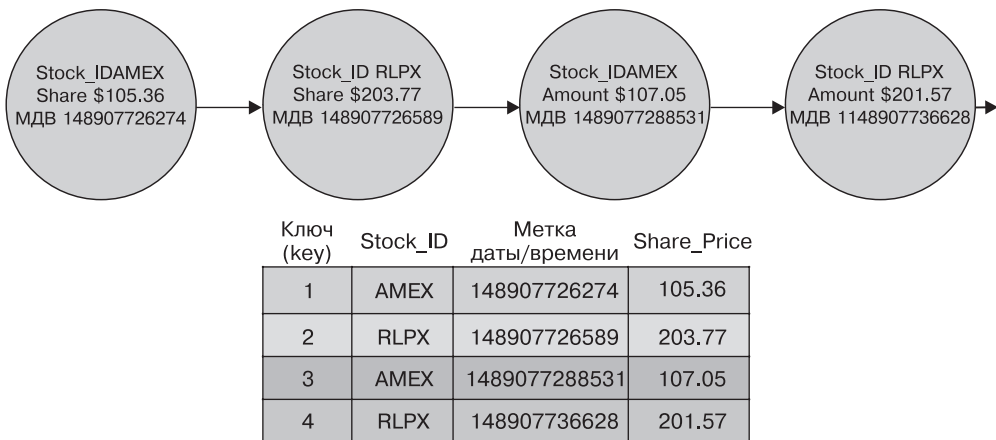 Stock_IDAMEX
Share $105.36
МДВ 148907726274
Stock_ID RLPX
Share $203.77
МДВ 148907726589
Stock_IDAMEX
Amount $107.05
МДВ 1489077288531
Stock_ID RLPX
Amount $201.57
МДВ 1148907736628
Ключ
(key)
Stock_ID
Метка
даты/времени
Share_Price
1 AMEX 148907726274 105.36
2 RLPX 148907726589 203.77
3 AMEX 1489077288531 107.05
4 RLPX 148907736628 201.57